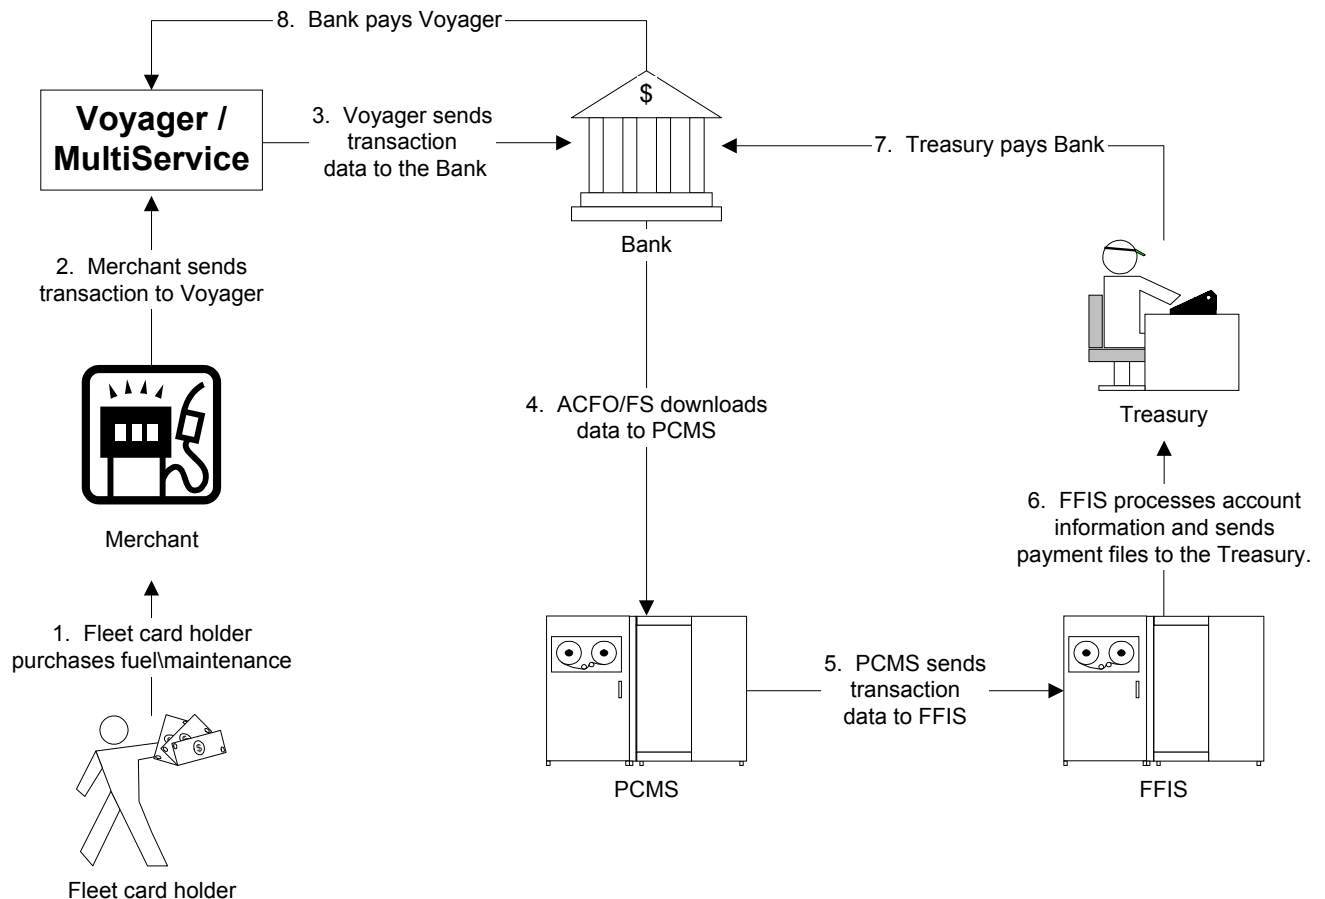 8.  Bank pays Voyager
$
Voyager /
MultiService
3.  Voyager sends
transaction
data to the Bank
7.  Treasury pays Bank
Bank
2.  Merchant sends
transaction to Voyager
4.  ACFO/FS downloads
data to PCMS
Treasury
6.  FFIS processes account
information and sends
payment files to the Treasury.
Merchant
1.  Fleet card holder
purchases fuel\maintenance
5.  PCMS sends
transaction
data to FFIS
$
$
PCMS
FFIS
Fleet card holder